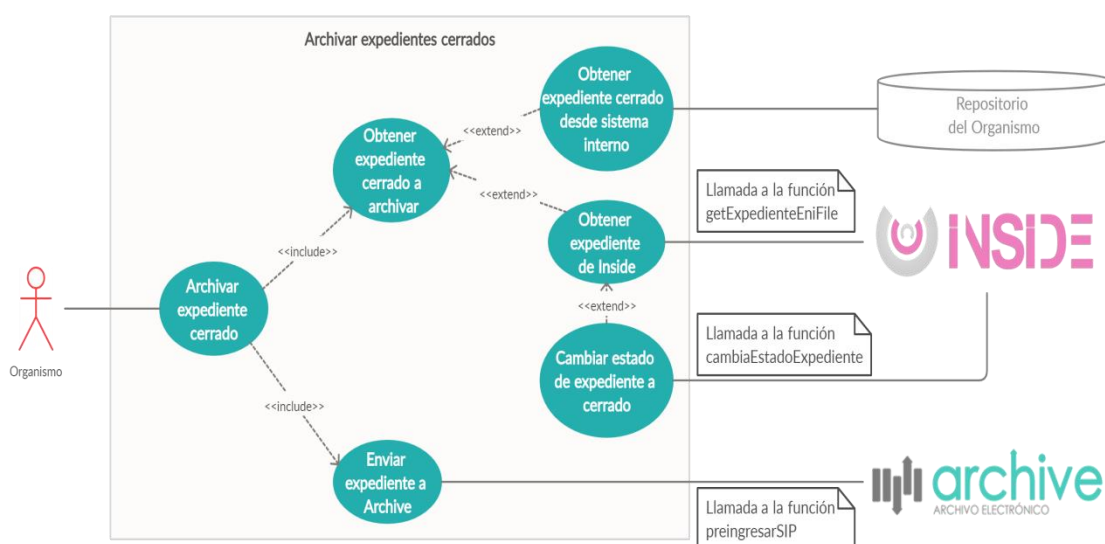 Archivar expedientes cerrados
Obtener
expediente cerrado
desde sistema
interno
Repositorio
del Organismo
<<extend>>
Obtener
expediente
cerrado a
archivar
<<extend>>
Llamada a la función
getExpedienteEniFile
Obtener
expediente
de Inside
INSIDE
<<include>>
Archivar
expediente
cerrado
Organismo
<<extend>>
Llamada a la función
cambiaEstadoExpediente
Cambiar estado
de expediente a
cerrado
<<include>>
Enviar
expediente a
Archive
archive
ARCHIVO ELECTRÓNICO
Llamada a la función
preingresarSIP